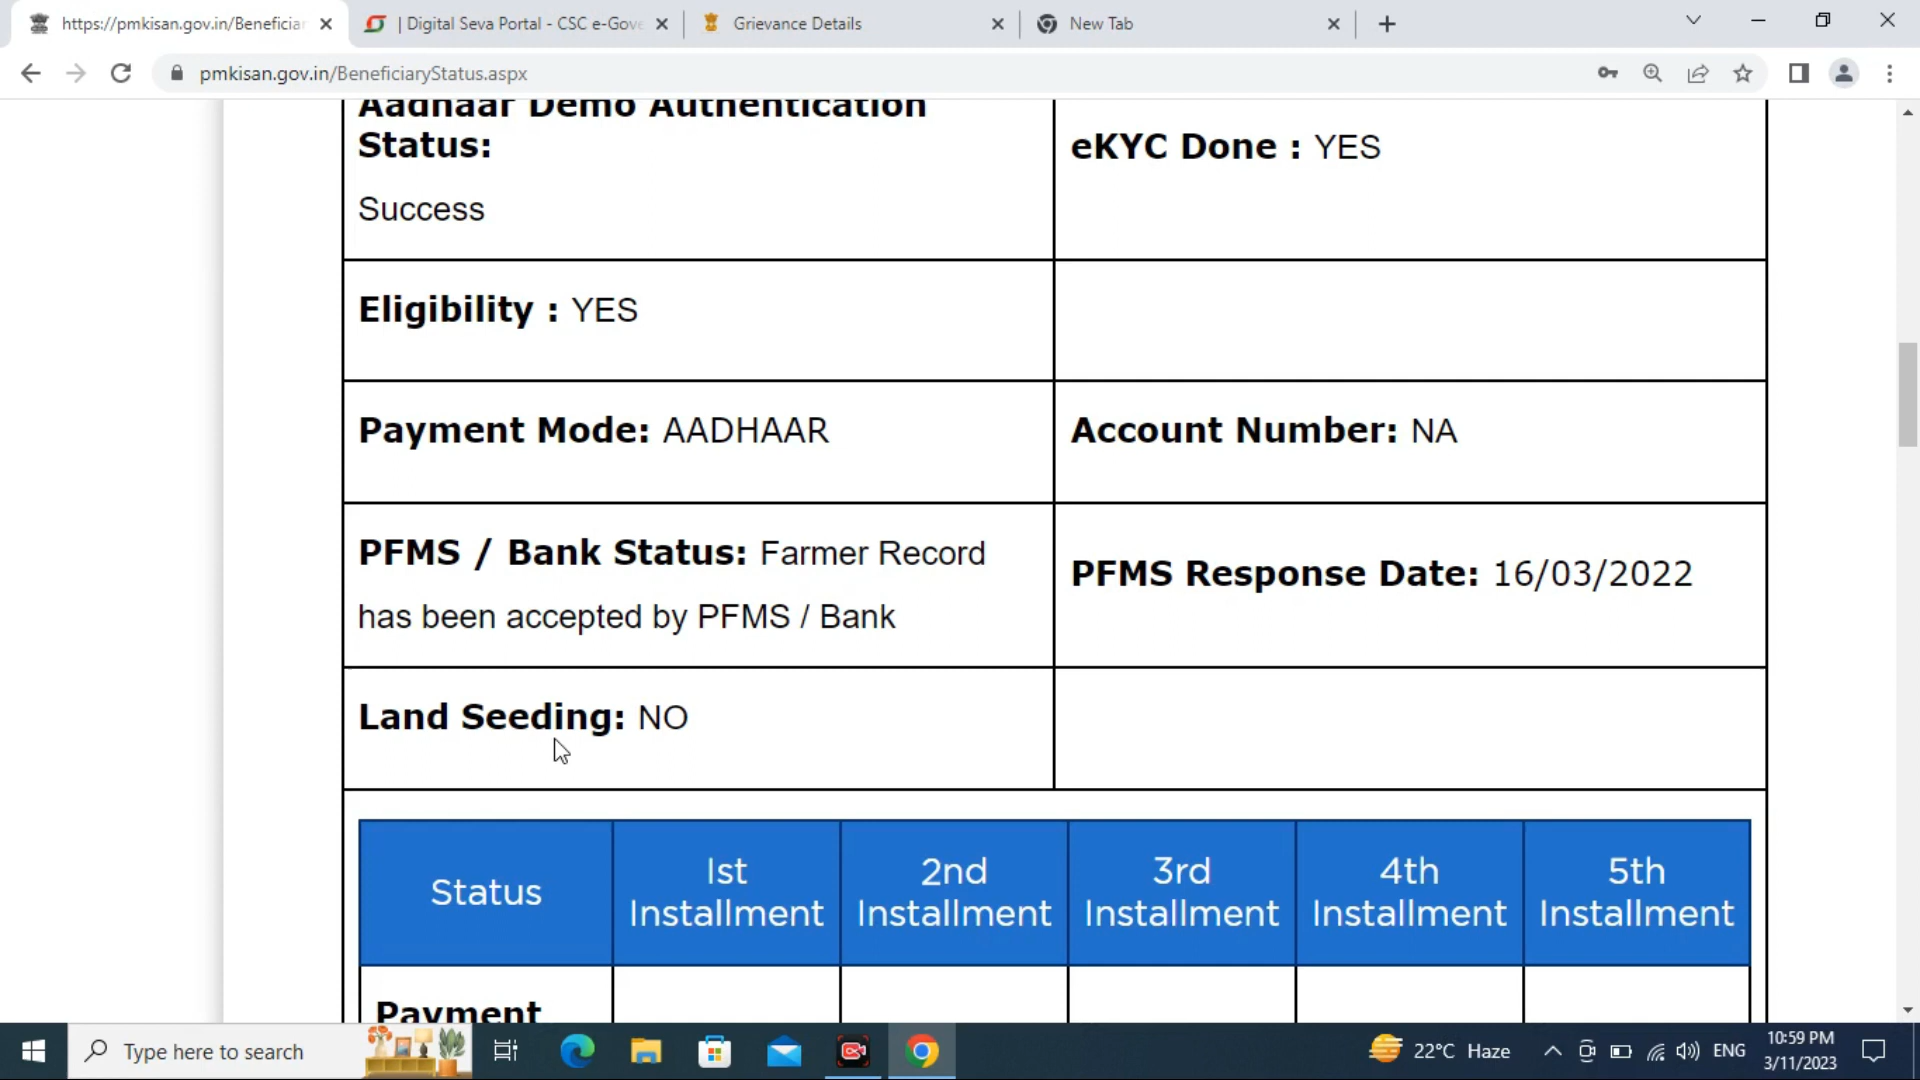 https://pmkisan.gov.in/Beneficiar
| Digital Seva Portal - CSC e-Gove
Grievance Details
New Tab
pmkisan.gov.in/BeneficiaryStatus.aspx
Aadhaar Demo Authentication
Status:
Success
eKYC Done : YES
Eligibility : YES
Payment Mode: AADHAAR
Account Number: NA
PFMS / Bank Status: Farmer Record
has been accepted by PFMS / Bank
PFMS Response Date: 16/03/2022
Land Seeding: NO
Status
Ist
Installment
2nd
Installment
3rd
Installment
4th
Installment
5th
Installment
Payment
Type here to search
22°C Haze
ENG
10:59 PM
3/11/2023